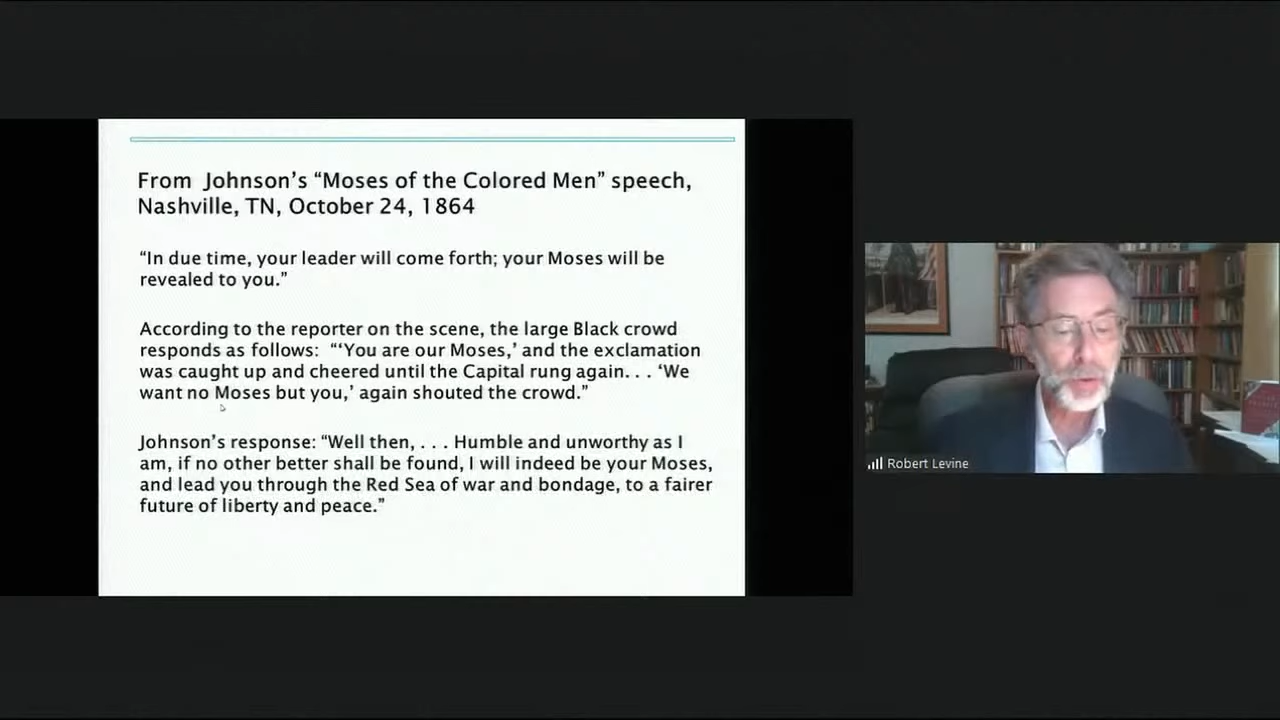 From Johnson's “Moses of the Colored Men” speech,
Nashville, TN, October 24, 1864
“In due time, your leader will come forth; your Moses will be
revealed to you.”
According to the reporter on the scene, the large Black crowd
responds as follows: “‘You are our Moses,’ and the exclamation
was caught up and cheered until the Capital rung again. . . ‘We
want no Moses but you,’ again shouted the crowd.”
Johnson’s response: “Well then, . . . Humble and unworthy as I
am, if no other better shall be found, I will indeed be your Moses,
and lead you through the Red Sea of war and bondage, to a fairer
future of liberty and peace.”
Robert Levine